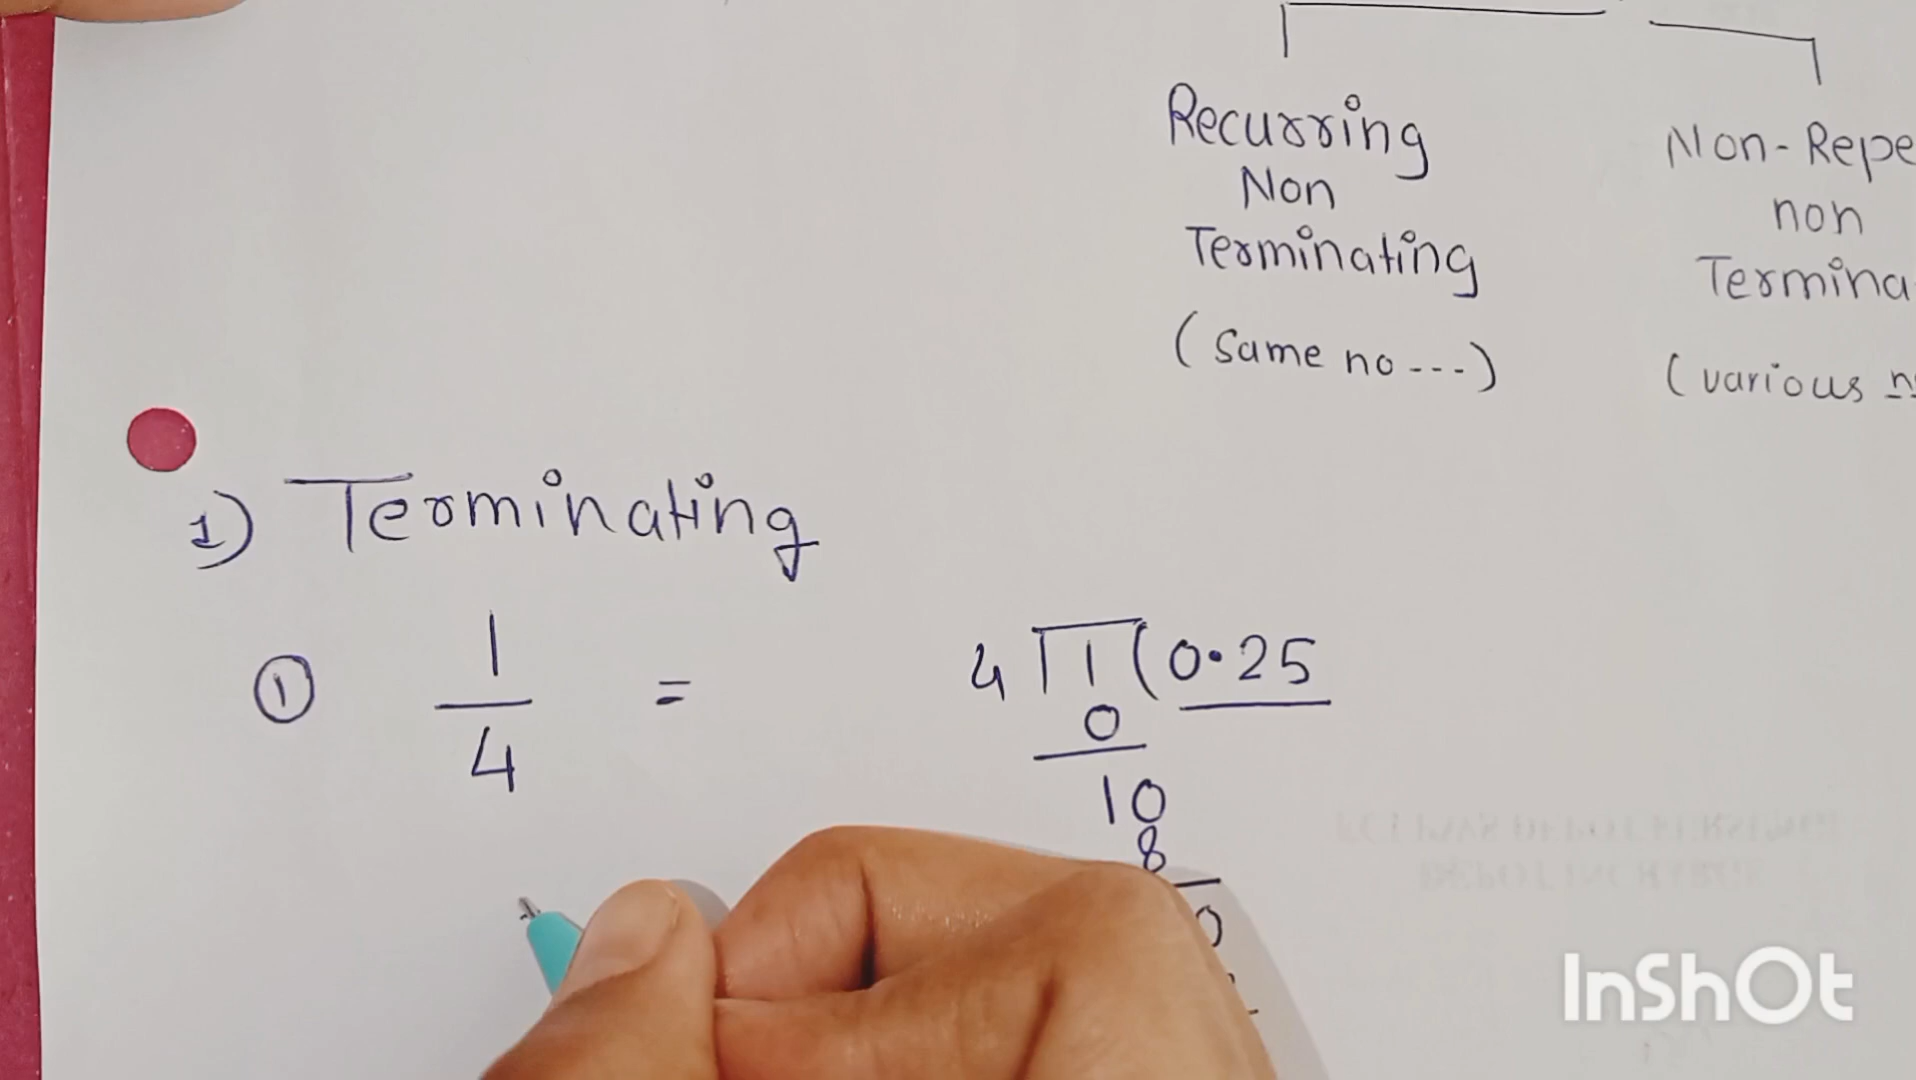 Recurring
Non
Terminating
(same no ---)
Non-Repe
non
Termina
(various n
1) Terminating
① 1/4 =
4 1 ( 0.25
0
10
8
0
InShOt